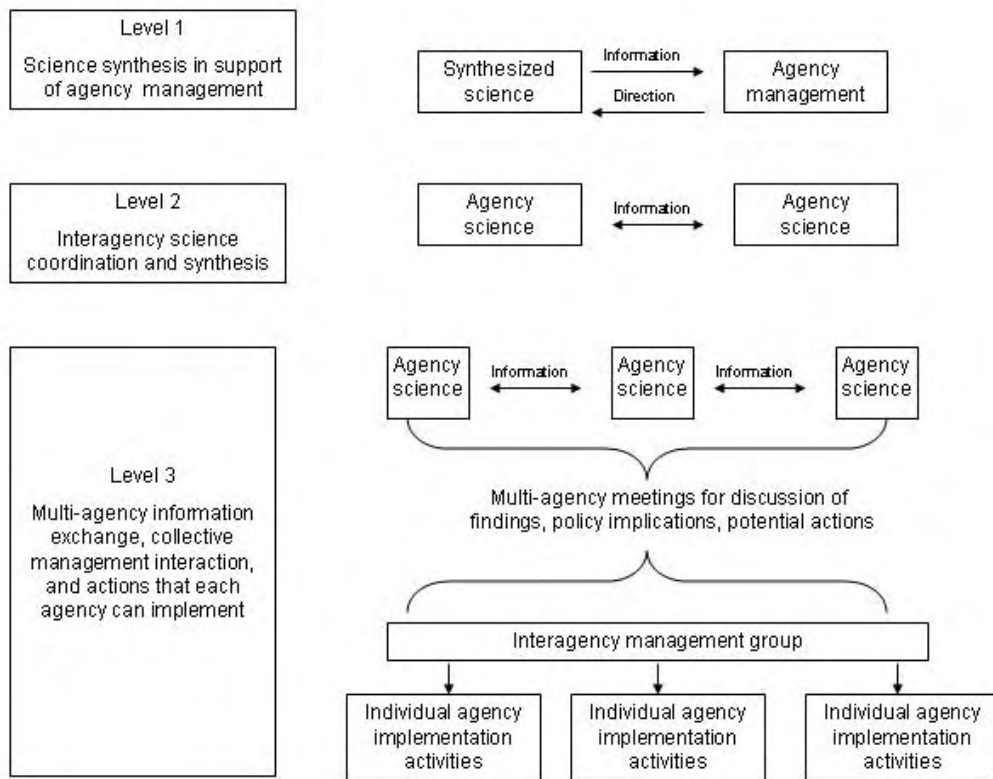 Level 1
Science synthesis in support
of agency management
Synthesized
science
Information
Direction
Agency
management
Level 2
Interagency science
coordination and synthesis
Agency
science
Information
Agency
science
Level 3
Multi-agency information
exchange, collective
management interaction,
and actions that each
agency can implement
Agency
science
Information
Agency
science
Information
Agency
science
Multi-agency meetings for discussion of
findings, policy implications, potential actions
Interagency management group
Individual agency
implementation
activities
Individual agency
implementation
activities
Individual agency
implementation
activities